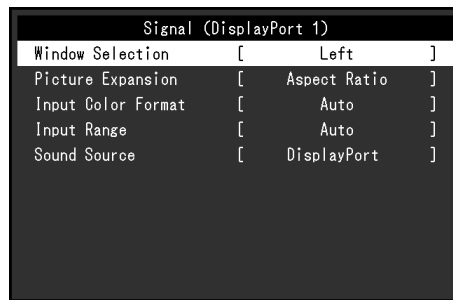 Signal (DisplayPort 1)
Window Selection [ Left ]
Picture Expansion [ Aspect Ratio ]
Input Color Format [ Auto ]
Input Range [ Auto ]
Sound Source [ DisplayPort ]